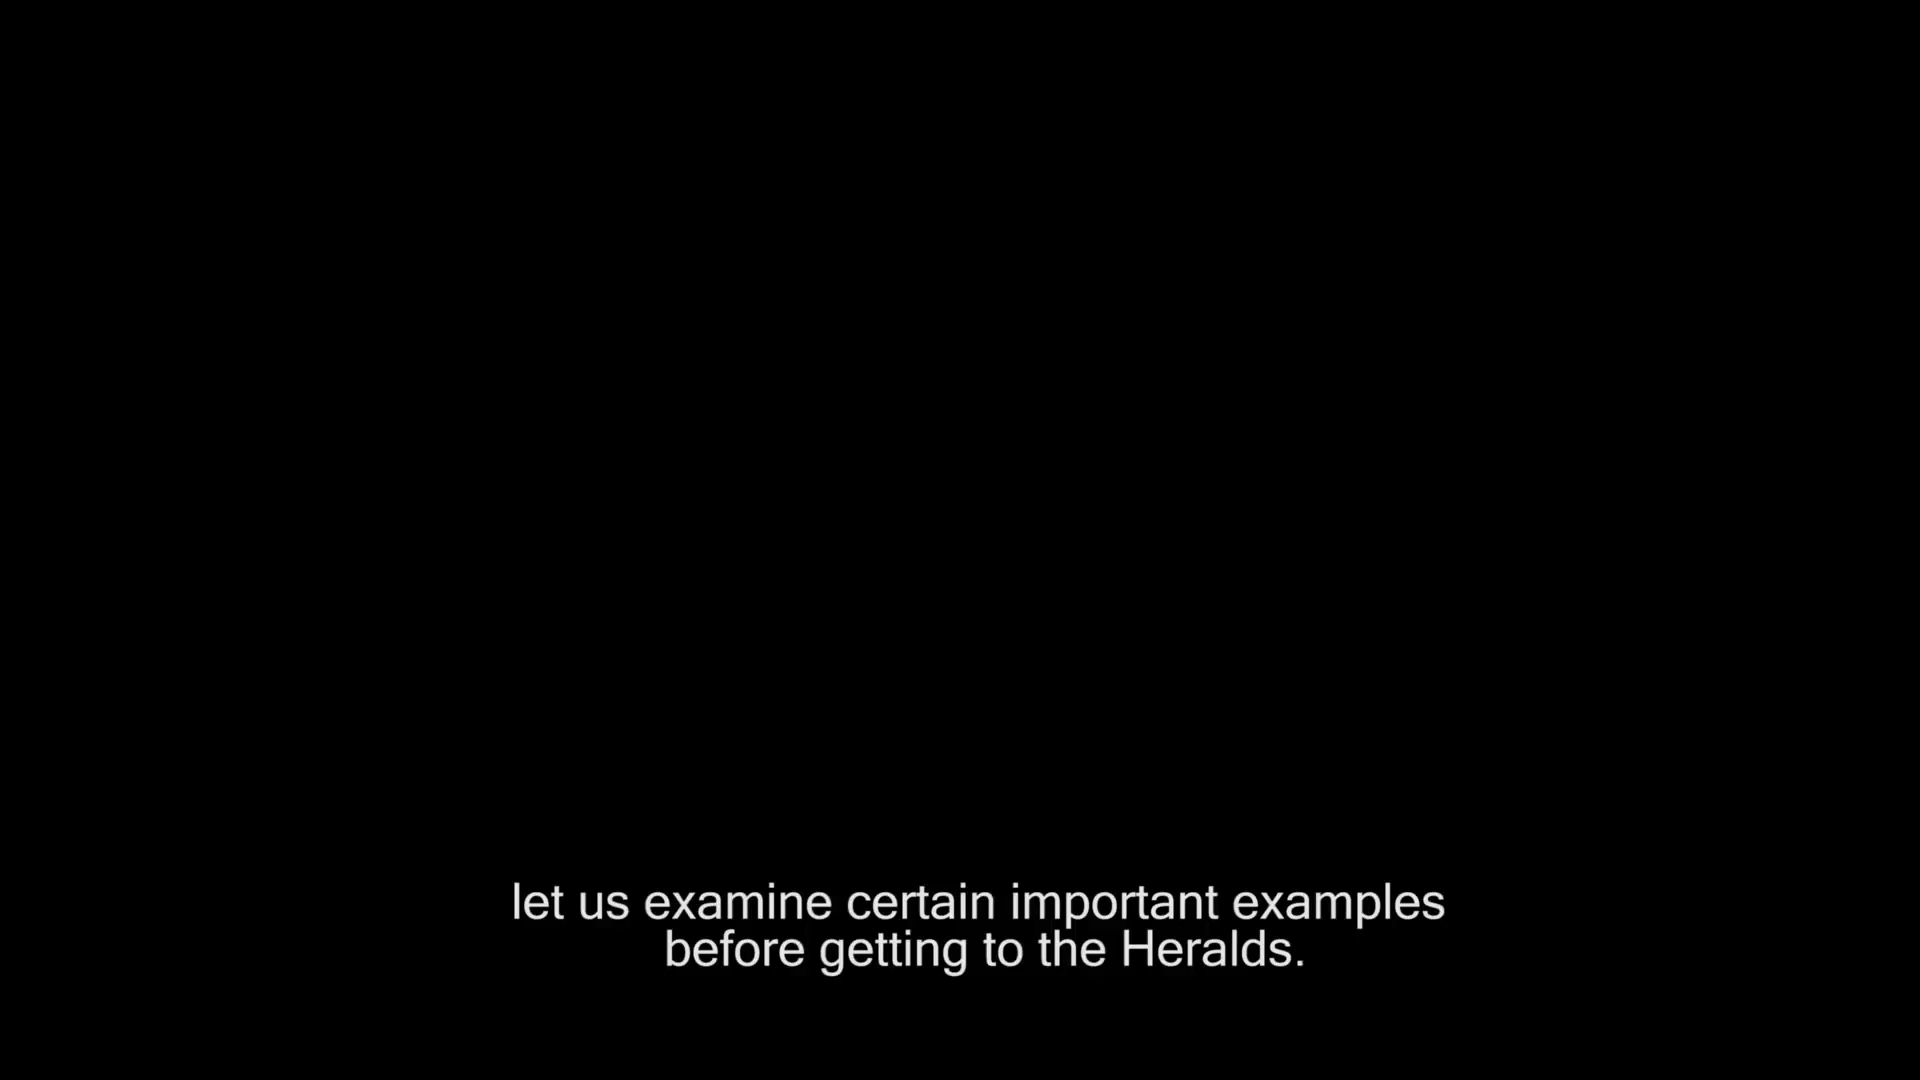 let us examine certain important examples
before getting to the Heralds.